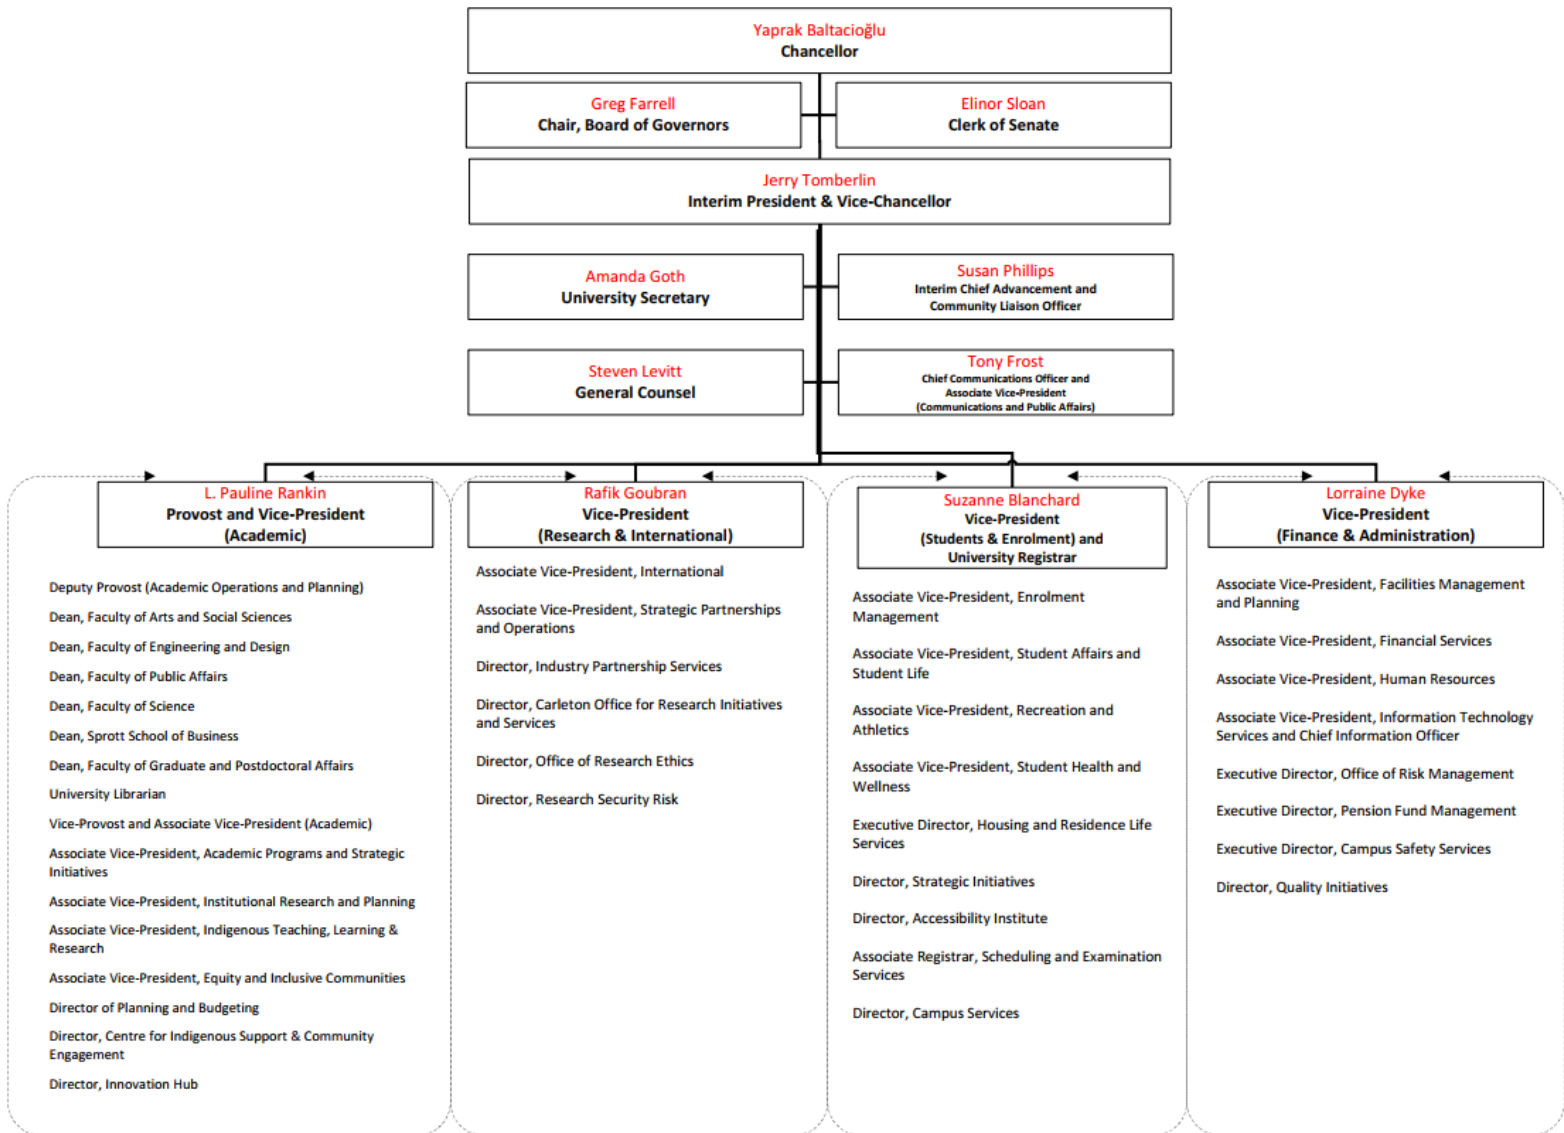 Yaprak Baltacioğlu
Chancellor
Greg Farrell
Chair, Board of Governors
Elinor Sloan
Clerk of Senate
Jerry Tomberlin
Interim President & Vice-Chancellor
Amanda Goth
University Secretary
Susan Phillips
Interim Chief Advancement and
Community Liaison Officer
Steven Levitt
General Counsel
Tony Frost
Chief Communications Officer and
Associate Vice-President
(Communications and Public Affairs)
L. Pauline Rankin
Provost and Vice-President
(Academic)
Deputy Provost (Academic Operations and Planning)
Dean, Faculty of Arts and Social Sciences
Dean, Faculty of Engineering and Design
Dean, Faculty of Public Affairs
Dean, Faculty of Science
Dean, Sprott School of Business
Dean, Faculty of Graduate and Postdoctoral Affairs
University Librarian
Vice-Provost and Associate Vice-President (Academic)
Associate Vice-President, Academic Programs and Strategic
Initiatives
Associate Vice-President, Institutional Research and Planning
Associate Vice-President, Indigenous Teaching, Learning &
Research
Associate Vice-President, Equity and Inclusive Communities
Director of Planning and Budgeting
Director, Centre for Indigenous Support & Community
Engagement
Director, Innovation Hub
Rafik Goubran
Vice-President
(Research & International)
Associate Vice-President, International
Associate Vice-President, Strategic Partnerships
and Operations
Director, Industry Partnership Services
Director, Carleton Office for Research Initiatives
and Services
Director, Office of Research Ethics
Director, Research Security Risk
Suzanne Blanchard
Vice-President
(Students & Enrolment) and
University Registrar
Associate Vice-President, Enrolment
Management
Associate Vice-President, Student Affairs and
Student Life
Associate Vice-President, Recreation and
Athletics
Associate Vice-President, Student Health and
Wellness
Executive Director, Housing and Residence Life
Services
Director, Strategic Initiatives
Director, Accessibility Institute
Associate Registrar, Scheduling and Examination
Services
Director, Campus Services
Lorraine Dyke
Vice-President
(Finance & Administration)
Associate Vice-President, Facilities Management
and Planning
Associate Vice-President, Financial Services
Associate Vice-President, Human Resources
Associate Vice-President, Information Technology
Services and Chief Information Officer
Executive Director, Office of Risk Management
Executive Director, Pension Fund Management
Executive Director, Campus Safety Services
Director, Quality Initiatives